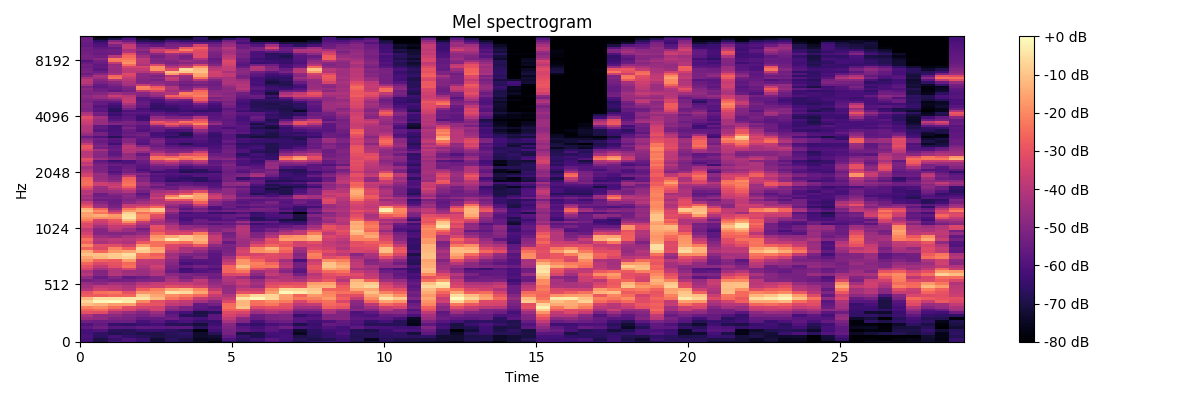 Mel spectrogram
Hz
8192
4096
2048
1024
512
0
0 5 10 15 20 25
Time
+0 dB
-10 dB
-20 dB
-30 dB
-40 dB
-50 dB
-60 dB
-70 dB
-80 dB